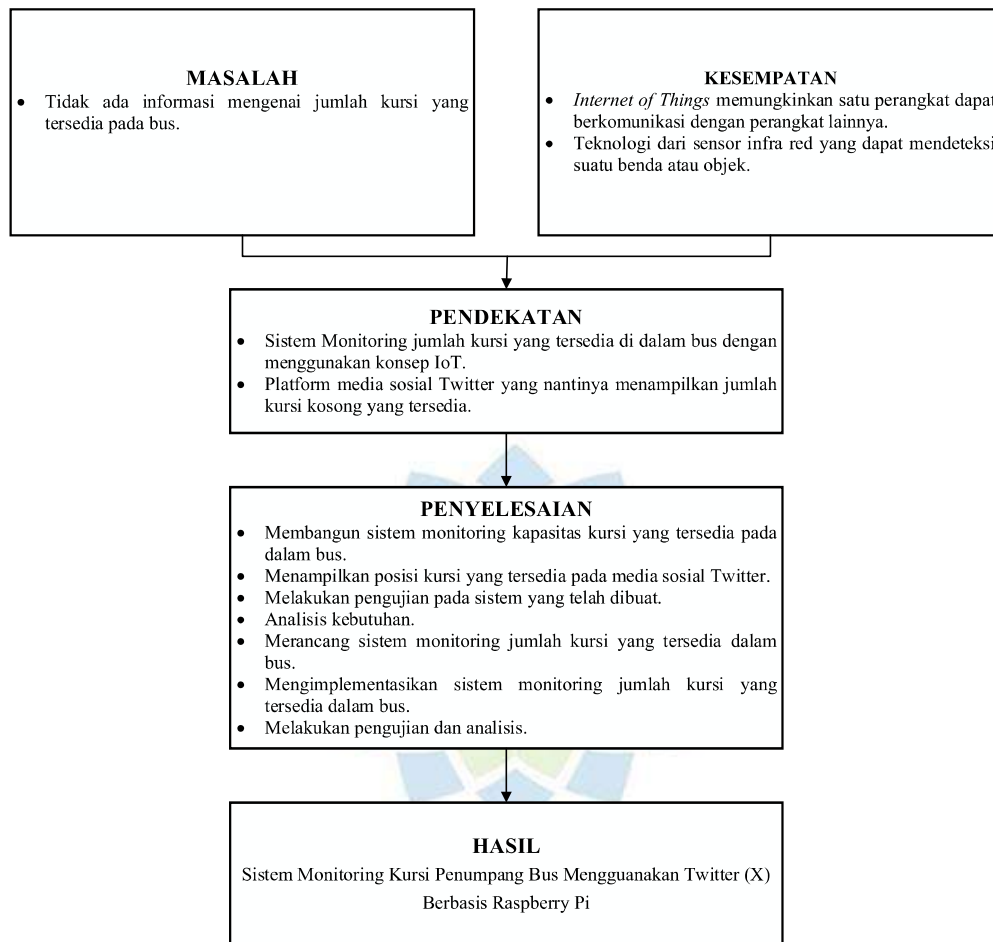 MASALAH
• Tidak ada informasi mengenai jumlah kursi yang
tersedia pada bus.
KESEMPATAN
• Internet of Things memungkinkan satu perangkat dapat
berkomunikasi dengan perangkat lainnya.
• Teknologi dari sensor infra red yang dapat mendeteksi
suatu benda atau objek.
PENDEKATAN
• Sistem Monitoring jumlah kursi yang tersedia di dalam bus dengan
menggunakan konsep IoT.
• Platform media sosial Twitter yang nantinya menampilkan jumlah
kursi kosong yang tersedia.
PENYELESAIAN
• Membangun sistem monitoring kapasitas kursi yang tersedia pada
dalam bus.
• Menampilkan posisi kursi yang tersedia pada media sosial Twitter.
• Melakukan pengujian pada sistem yang telah dibuat.
• Analisis kebutuhan.
• Merancang sistem monitoring jumlah kursi yang tersedia dalam
bus.
• Mengimplementasikan sistem monitoring jumlah kursi yang
tersedia dalam bus.
• Melakukan pengujian dan analisis.
HASIL
Sistem Monitoring Kursi Penumpang Bus Mengguanakan Twitter (X)
Berbasis Raspberry Pi